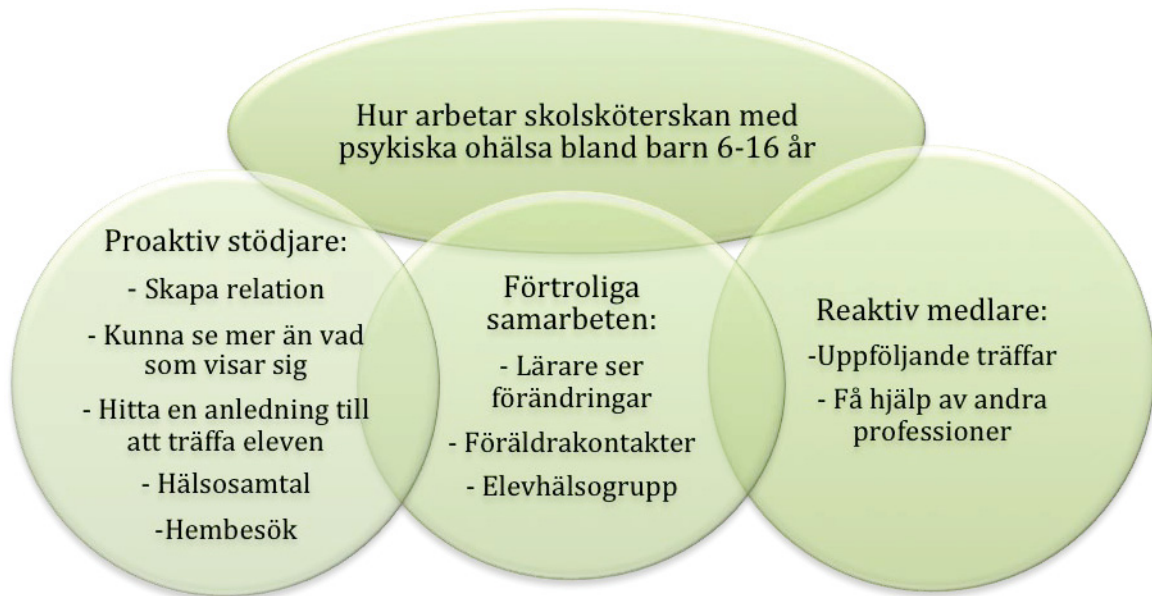 Hur arbetar skolsköterskan med
psykiska ohälsa bland barn 6-16 år
Proaktiv stödjare:
- Skapa relation
- Kunna se mer än vad
som visar sig
- Hitta en anledning till
att träffa eleven
- Hälsosamtal
-Hembesök
Förtroliga
samarbeten:
- Lärare ser
förändringar
- Föräldrakontakter
- Elevhälsogrupp
Reaktiv medlare:
-Uppföljande träffar
- Få hjälp av andra
professioner